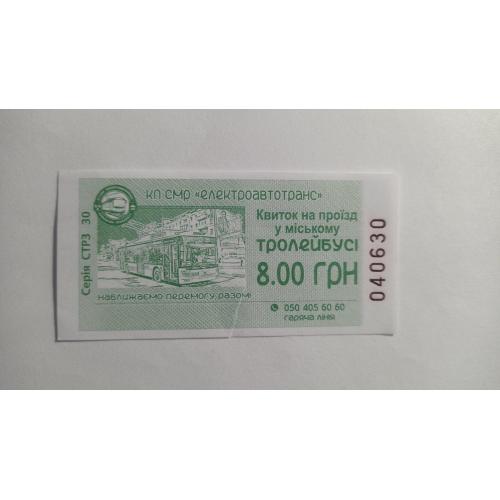 КП СМР «ЕЛЕКТРОАВТОТРАНС»
Серія СТРЗ 30
Квиток на проїзд
у міському
ТРОЛЕЙБУСІ
8.00 ГРН
НАБЛИЖАЄМО ПЕРЕМОГУ РАЗОМ!
050 405 60 60
гаряча лінія
040630